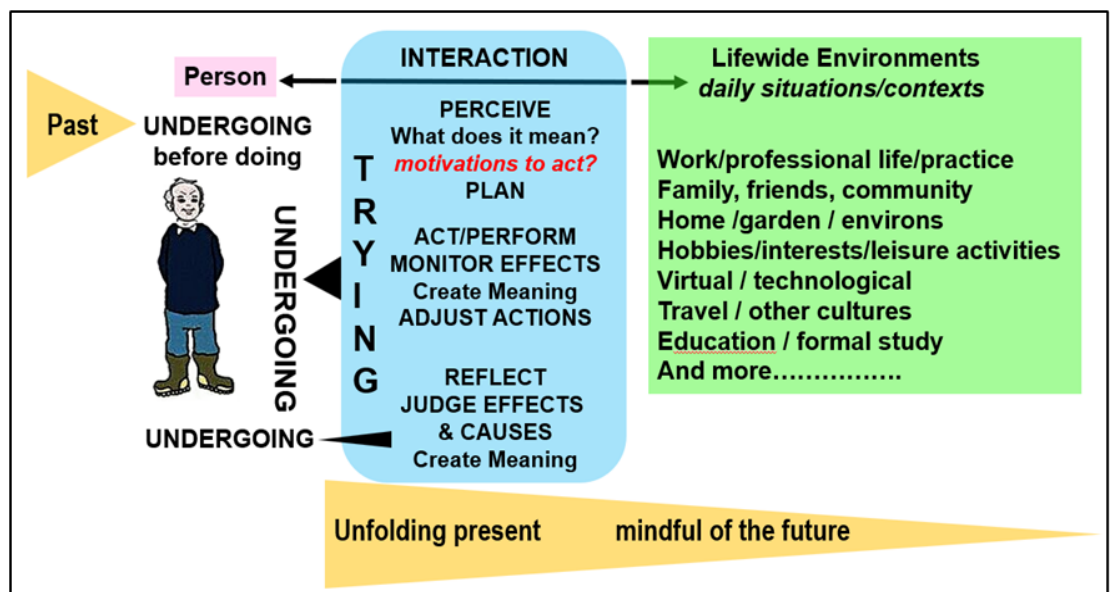 Past
Person
UNDERGOING
before doing
UNDERGOING
UNDERGOING
INTERACTION
TRYING
PERCEIVE
What does it mean?
motivations to act?
PLAN
ACT/PERFORM
MONITOR EFFECTS
Create Meaning
ADJUST ACTIONS
REFLECT
JUDGE EFFECTS
& CAUSES
Create Meaning
Lifewide Environments
daily situations/contexts
Work/professional life/practice
Family, friends, community
Home /garden / environs
Hobbies/interests/leisure activities
Virtual / technological
Travel / other cultures
Education / formal study
And more................
Unfolding present
mindful of the future